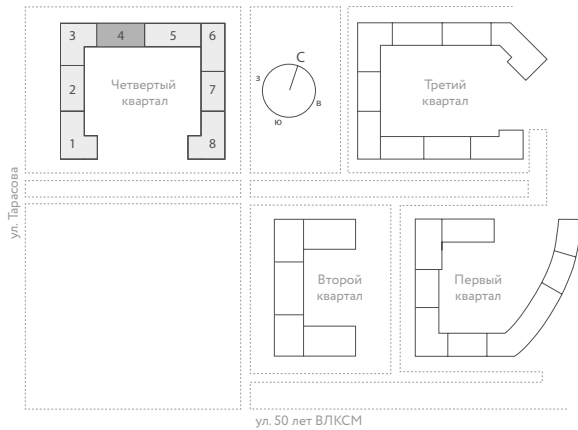 3
4
5
6
С
Четвертый
квартал
Третий
квартал
2
7
з
в
ю
1
8
ул. Тарасова
Второй
квартал
Первый
квартал
ул. 50 лет ВЛКСМ